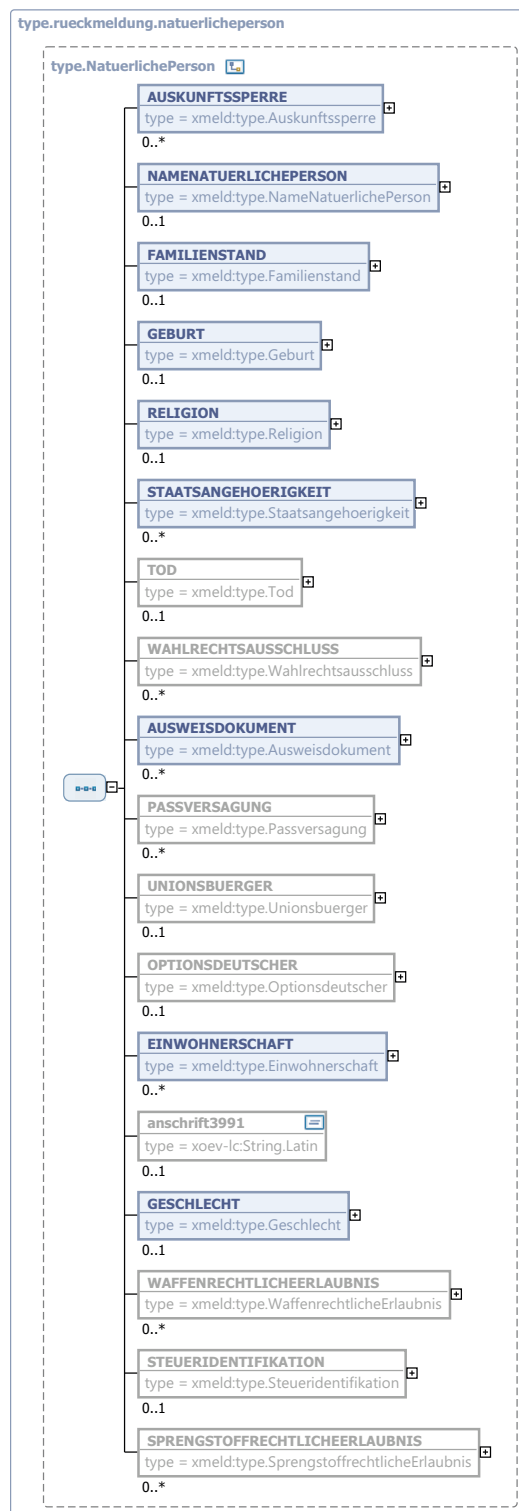 type.rueckmeldung.natuerlicheperson
type.NatuerlichePerson
AUSKUNFTSSPERRE
type = xmeld:type.Auskunftssperre
0..*
NAMENATUERLICHEPERSON
type = xmeld:type.NameNatuerlichePerson
0..1
FAMILIENSTAND
type = xmeld:type.Familienstand
0..1
GEBURT
type = xmeld:type.Geburt
0..1
RELIGION
type = xmeld:type.Religion
0..1
STAATSANGEHOERIGKEIT
type = xmeld:type.Staatsangehoerigkeit
0..*
TOD
type = xmeld:type.Tod
0..1
WAHLRECHTSAUSSCHLUSS
type = xmeld:type.Wahlrechtsausschluss
0..*
AUSWEISDOKUMENT
type = xmeld:type.Ausweisdokument
0..*
PASSVERSAGUNG
type = xmeld:type.Passversagung
0..*
UNIONSBUERGER
type = xmeld:type.Unionsbuerger
0..1
OPTIONSDEUTSCHER
type = xmeld:type.Optionsdeutscher
0..1
EINWOHNERSCHAFT
type = xmeld:type.Einwohnerschaft
0..*
anschrift3991
type = xoev-lc:String.Latin
0..1
GESCHLECHT
type = xmeld:type.Geschlecht
0..1
WAFFENRECHTLICHEERLAUBNIS
type = xmeld:type.WaffenrechtlicheErlaubnis
0..*
STEUERIDENTIFIKATION
type = xmeld:type.Steueridentifikation
0..1
SPRENGSTOFFRECHTLICHEERLAUBNIS
type = xmeld:type.SprengstoffrechtlicheErlaubnis
0..*